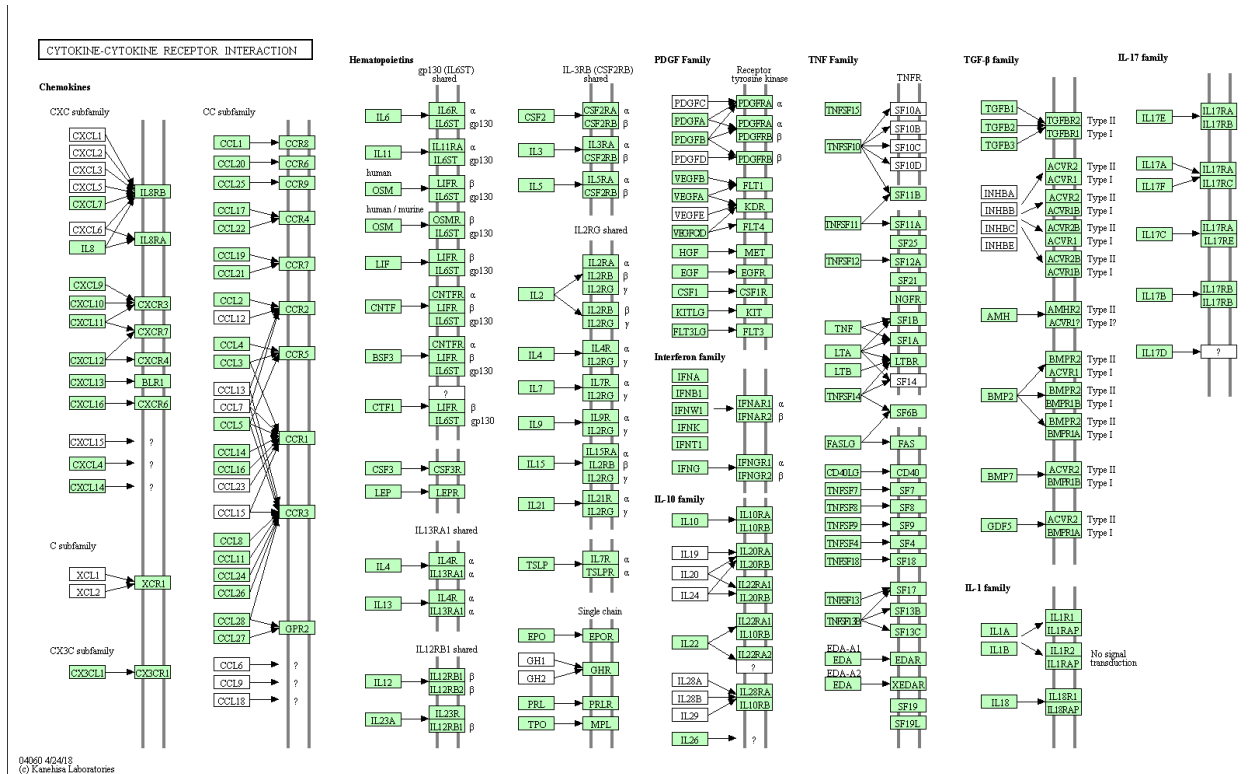 CYTOKINE-CYTOKINE RECEPTOR INTERACTION
Chemokines
CXC subfamily
CXCL1
CXCL2
CXCL3
CXCL5
CXCL7
CXCL6
IL8
IL8RB
IL8RA
CXCL9
CXCL10
CXCL11
CXCL12
CXCL13
CXCL16
CXCR3
CXCR7
CXCR4
BLR1
CXCR6
CXCL15 ?
CXCL4 ?
CXCL14 ?
C subfamily
XCL1
XCL2
XCR1
CX3C subfamily
CX3CL1 CX3CR1
CC subfamily
CCL1 CCR8
CCL20 CCR6
CCL25 CCR9
CCL17
CCL22
CCR4
CCL19
CCL21
CCR7
CCL2
CCL12
CCR2
CCL4
CCL3
CCR5
CCL13
CCL7
CCL5
CCR1
CCL14
CCL16
CCL23
CCL15
CCR3
CCL8
CCL11
CCL24
CCL26
CCL28
CCL27
GPR2
CCL6 ?
CCL9 ?
CCL18 ?
Hematopoietins
gp130 (IL6ST)
shared
IL6 IL6R α
IL6ST gp130
IL11 IL11RA α
IL6ST gp130
human
OSM LIFR β
IL6ST gp130
human / murine
OSM OSMR β
IL6ST gp130
LIF LIFR β
IL6ST gp130
CNTF CNTFR α
LIFR β
IL6ST gp130
BSF3 CNTFR α
LIFR β
IL6ST gp130
?
CTF1 LIFR β
IL6ST gp130
CSF3 CSF3R
LEP LEPR
IL13RA1 shared
IL4 IL4R α
IL13RA1 α
IL13 IL4R α
IL13RA1 α
IL12RB1 shared
IL12 IL12RB1 β
IL12RB2 β
IL23A IL23R
IL12RB1 β
IL-3RB (CSF2RB)
shared
CSF2 CSF2RA α
CSF2RB β
IL3 IL3RA α
CSF2RB β
IL5 IL5RA α
CSF2RB β
IL2RG shared
IL2 IL2RA α
IL2RB β
IL2RG γ
IL2RB β
IL2RG γ
IL4 IL4R α
IL2RG γ
IL7 IL7R α
IL2RG γ
IL9 IL9R α
IL2RG γ
IL15 IL15RA α
IL2RB β
IL2RG γ
IL21 IL21R α
IL2RG γ
TSLP IL7R α
TSLPR α
Single chain
EPO EPOR
GH1
GH2
GHR
PRL PRLR
TPO MPL
PDGF Family
Receptor
tyrosine kinase
PDGFC
PDGFA
PDGFB
PDGFD
PDGFRA α
PDGFRA α
PDGFRB β
PDGFRB β
VEGFB
VEGFA
VEGFE
VEGFC/D
FLT1
KDR
FLT4
HGF MET
EGF EGFR
CSF1 CSF1R
KITLG KIT
FLT3LG FLT3
Interferon family
IFNA
IFNB1
IFNW1
IFNK
IFNT1
IFNAR1 α
IFNAR2 β
IFNG IFNGR1 α
IFNGR2 β
IL-10 family
IL10 IL10RA
IL10RB
IL19
IL20
IL24
IL20RA
IL20RB
IL22RA1
IL20RB
IL22
IL22RA1
IL10RB
IL22RA2
?
IL28A
IL28B
IL29
IL28RA
IL10RB
IL26 ?
TNF Family
TNFR
TNFSF15
TNFSF10
SF10A
SF10B
SF10C
SF10D
SF11B
TNFSF11 SF11A
SF25
TNFSF12 SF12A
SF21
NGFR
TNF
LTA
LTB
TNFSF14
SF1B
SF1A
LTBR
SF14
SF6B
FASLG FAS
CD40LG CD40
TNFSF7 SF7
TNFSF8 SF8
TNFSF9 SF9
TNFSF4 SF4
TNFSF18 SF18
TNFSF13
TNFSF13B
SF17
SF13B
SF13C
EDA-A1
EDA EDAR
EDA-A2
EDA XEDAR
SF19
SF19L
TGF-β family
TGFB1
TGFB2
TGFB3
TGFBR2 Type II
TGFBR1 Type I
INHBA
INHBB
INHBC
INHBE
ACVR2 Type II
ACVR1 Type I
ACVR2 Type II
ACVR1B Type I
ACVR2B Type II
ACVR1 Type I
ACVR2B Type II
ACVR1B Type I
AMH AMHR2 Type II
ACVR1? Type I?
BMP2
BMPR2 Type II
ACVR1 Type I
BMPR2 Type II
BMPR1B Type I
BMPR2 Type II
BMPR1A Type I
BMP7 ACVR2 Type II
BMPR1B Type I
GDF5 ACVR2 Type II
BMPR1A Type I
IL-1 family
IL1A
IL1B
IL1R1
IL1RAP
IL1R2
IL1RAP
No signal
transduction
IL18 IL18R1
IL18RAP
IL-17 family
IL17E IL17RA
IL17RB
IL17A
IL17F
IL17RA
IL17RC
IL17C IL17RA
IL17RE
IL17B IL17RB
IL17RB
IL17D ?
04060 4/24/18
(c) Kanehisa Laboratories